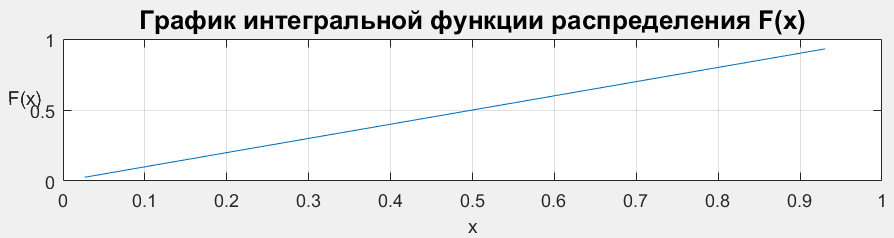 График интегральной функции распределения F(x)
1
F(x)
0.5
0
0 0.1 0.2 0.3 0.4 0.5 0.6 0.7 0.8 0.9 1
x